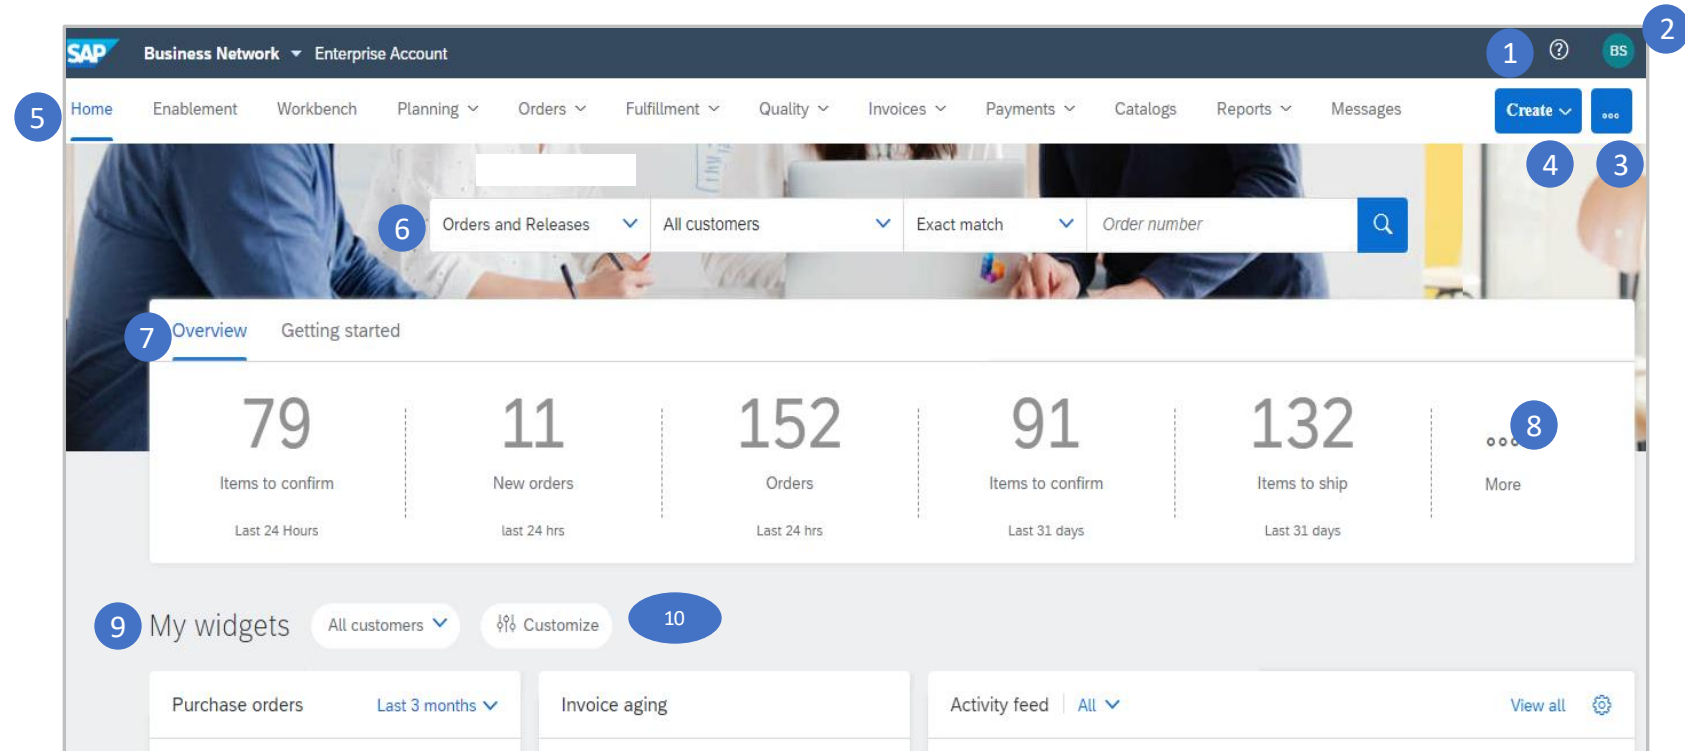 2
SAP Business Network Enterprise Account 1 ? BS
5 Home Enablement Workbench Planning Orders Fulfillment Quality Invoices Payments Catalogs Reports Messages Create
4 3
6 Orders and Releases All customers Exact match Order number
7 Overview Getting started
79 11 152 91 132 8
Items to confirm New orders Orders Items to confirm Items to ship More
Last 24 Hours last 24 hrs Last 24 hrs Last 31 days Last 31 days
9 My widgets All customers Customize 10
Purchase orders Last 3 months Invoice aging Activity feed All View all